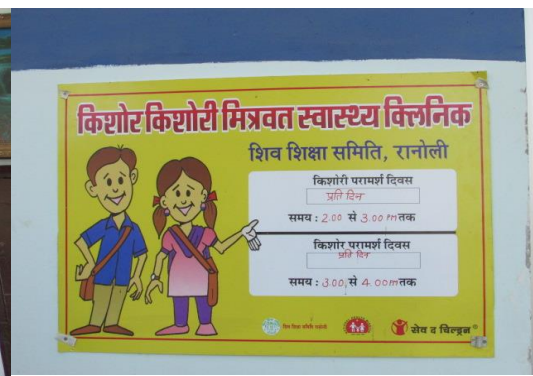 किशोर किशोरी मित्रवत स्वास्थ्य क्लिनिक
शिव शिक्षा समिति, रानोली
किशोरी परामर्श दिवस
प्रति दिन
समय : 2.00 से 3.00 PM तक
किशोर परामर्श दिवस
प्रति दिन
समय : 3.00 से 4.00 PM तक
शिव शिक्षा समिति रानोली
सेव द चिल्ड्रन®